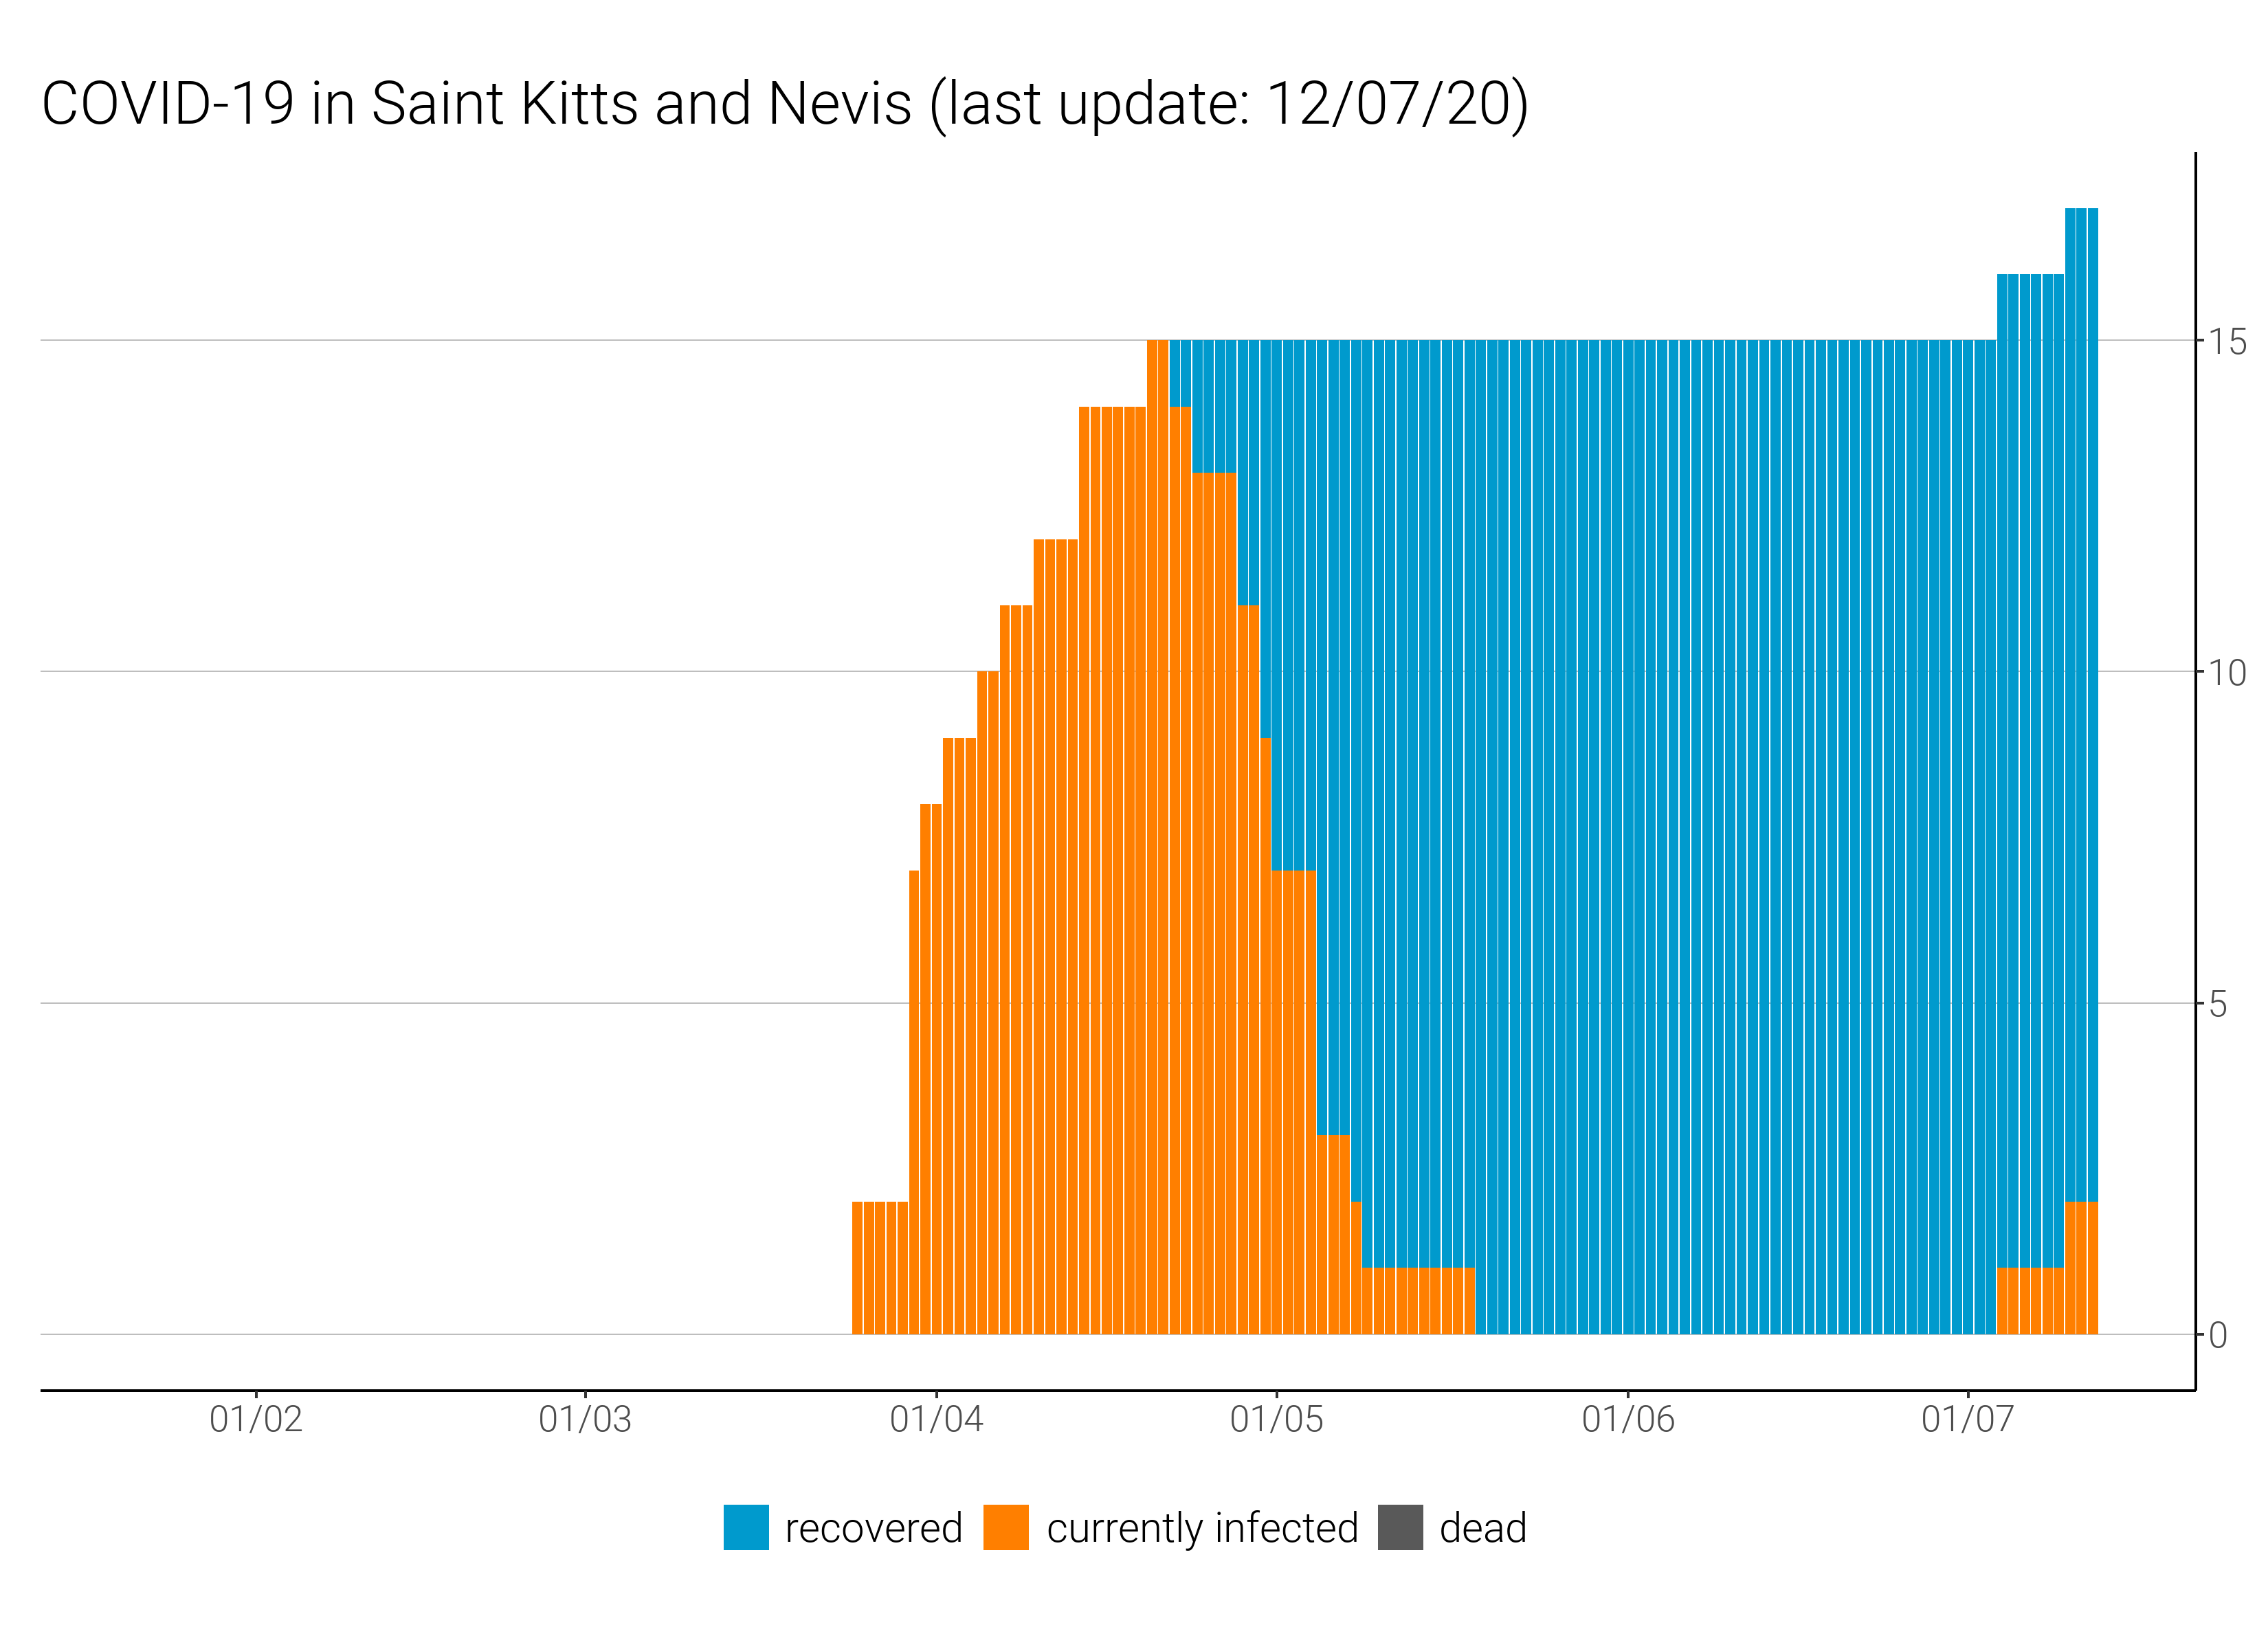 COVID-19 in Saint Kitts and Nevis (last update: 12/07/20)
15
10
5
0
01/02 01/03 01/04 01/05 01/06 01/07
recovered currently infected dead